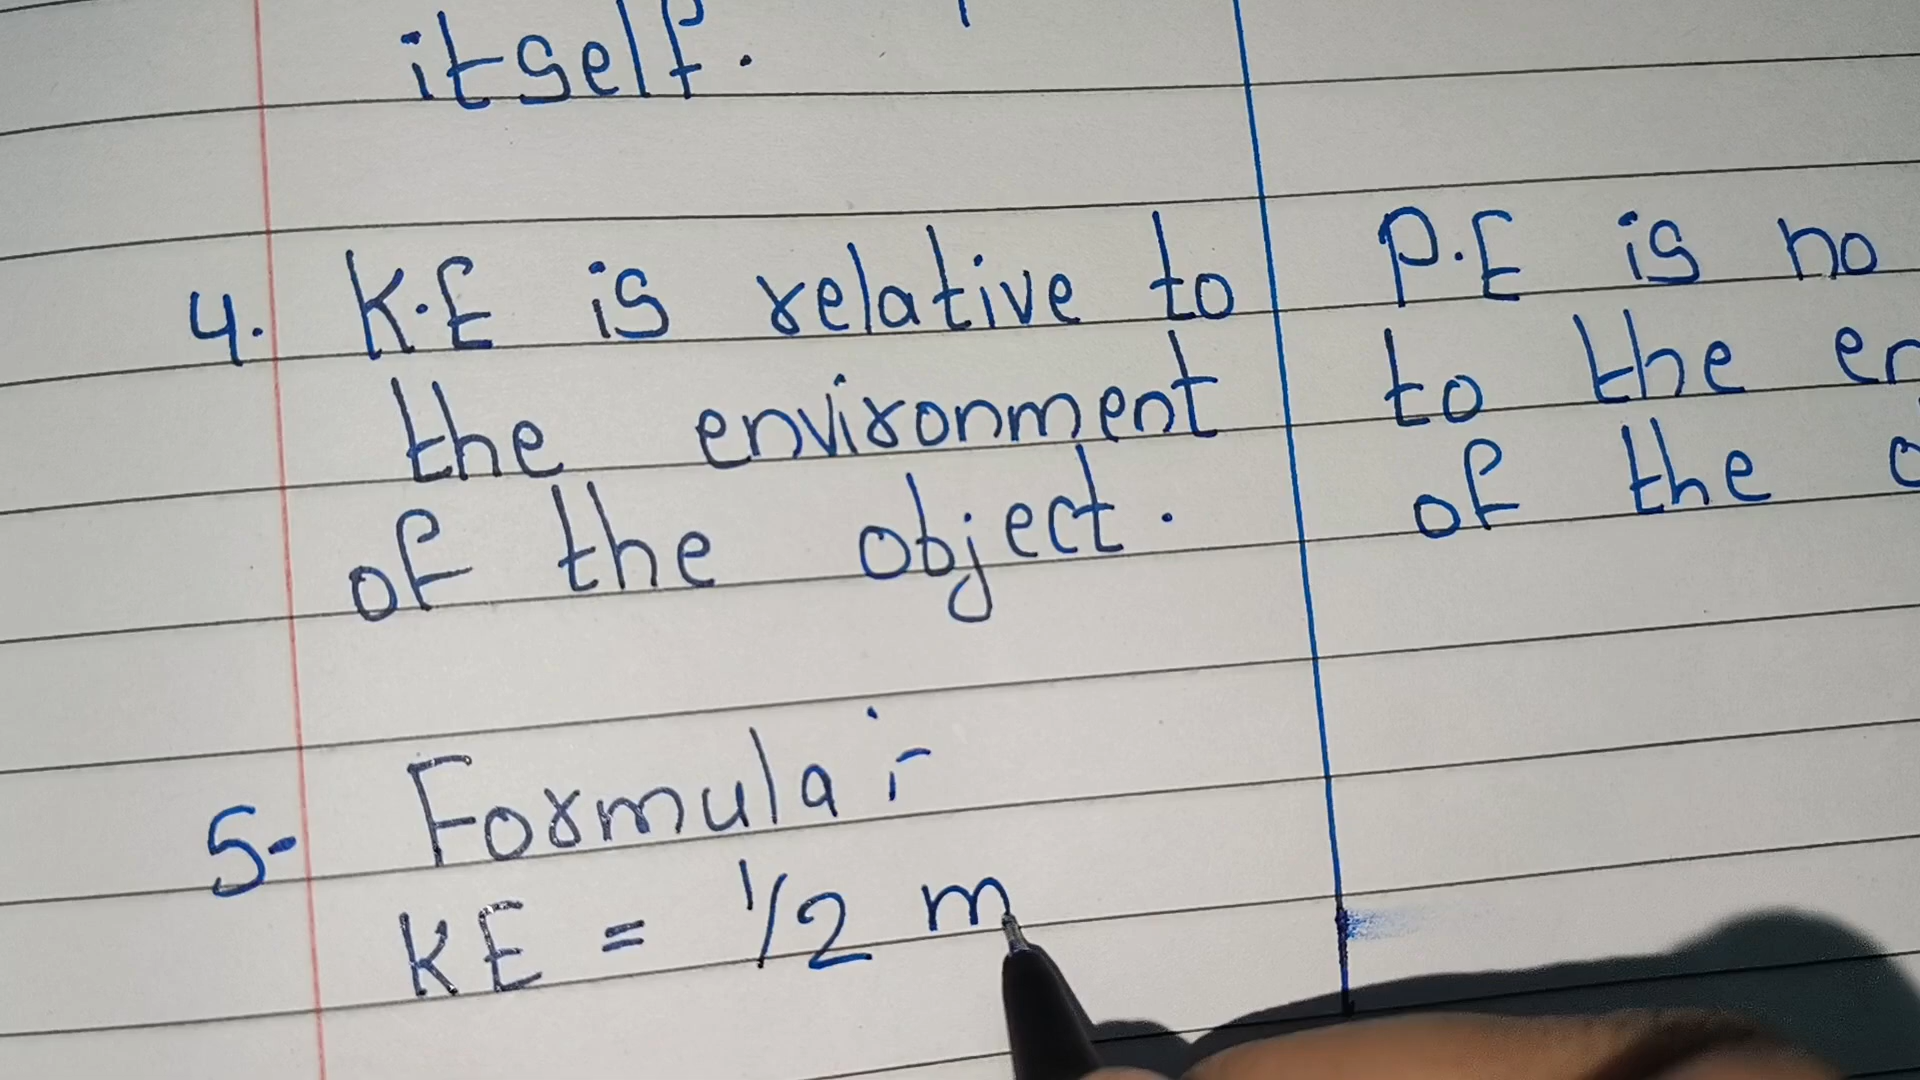 itself.
4. K.E is relative to
the environment
of the object.
5- Formula :-
KE = 1/2 m
P.E is no
to the en
of the